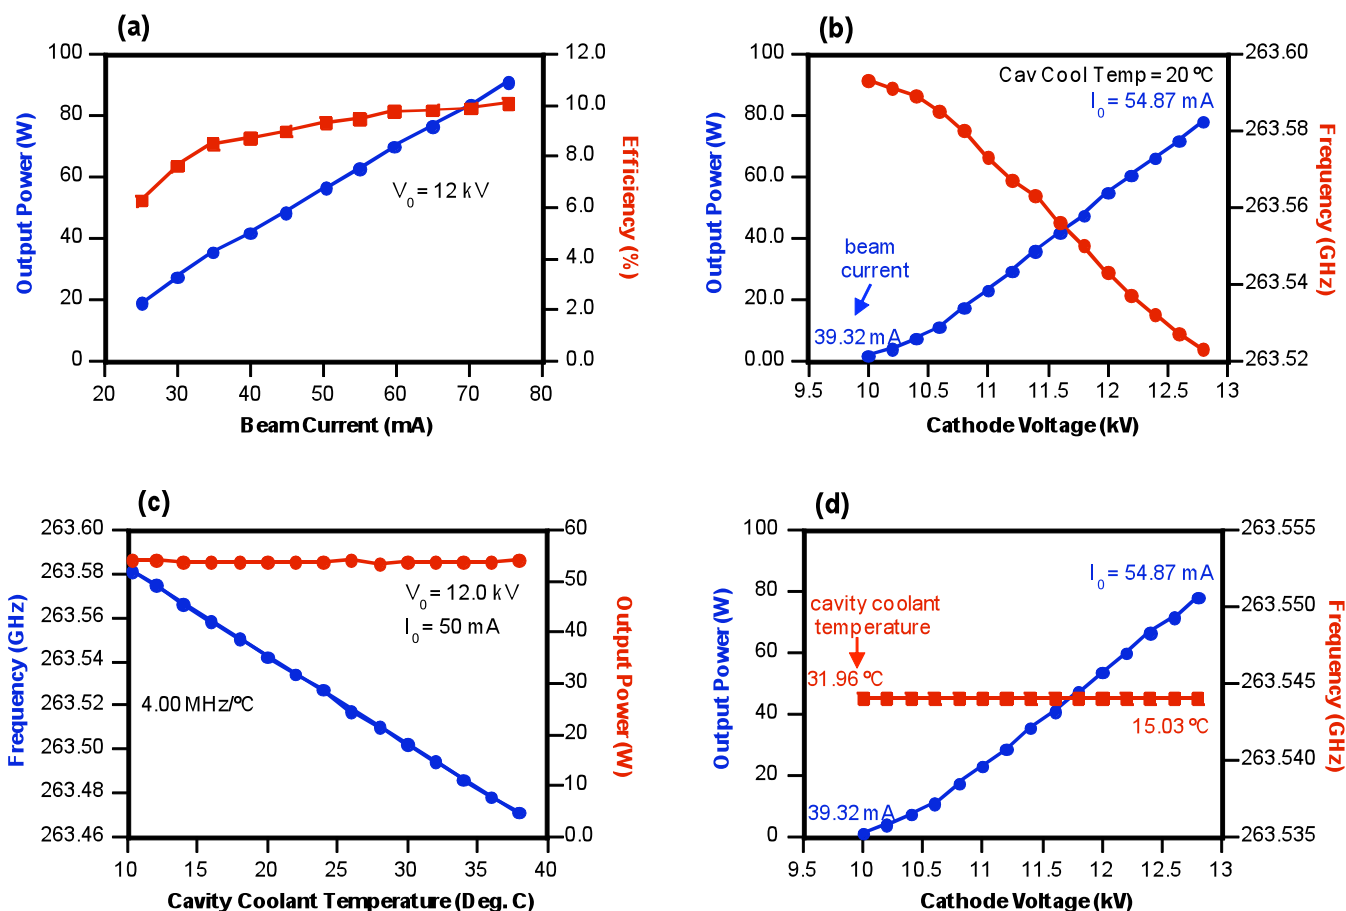 (a)
100
80
60
40
20
0
Output Power (W)
12.0
10.0
8.0
6.0
4.0
2.0
0.0
Efficiency (%)
V0 = 12 kV
20 30 40 50 60 70 80
Beam Current (mA)
(b)
100
80.0
60.0
40.0
20.0
0.00
Output Power (W)
263.60
263.58
263.56
263.54
263.52
Frequency (GHz)
Cav Cool Temp = 20 ºC
I0 = 54.87 mA
beam
current
39.32 mA
9.5 10 10.5 11 11.5 12 12.5 13
Cathode Voltage (kV)
(c)
263.60
263.58
263.56
263.54
263.52
263.50
263.48
263.46
Frequency (GHz)
60
50
40
30
20
10
0.0
Output Power (W)
V0 = 12.0 kV
I0 = 50 mA
4.00 MHz/ºC
10 15 20 25 30 35 40
Cavity Coolant Temperature (Deg. C)
(d)
100
80
60
40
20
0
Output Power (W)
263.555
263.550
263.545
263.540
263.535
Frequency (GHz)
I0 = 54.87 mA
cavity coolant
temperature
31.96 ºC
15.03 ºC
39.32 mA
9.5 10 10.5 11 11.5 12 12.5 13
Cathode Voltage (kV)